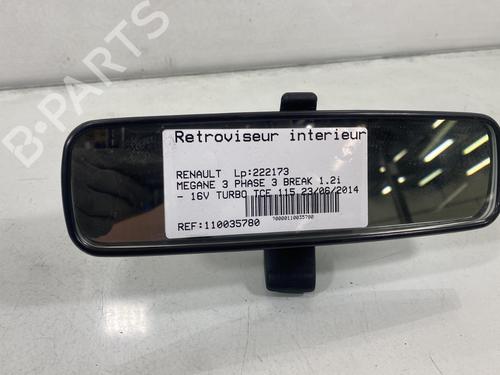 B-PARTS
Retroviseur interieur
RENAULT Lp:222173
MEGANE 3 PHASE 3 BREAK 1.2i
- 16V TURBO TCE 115 23/06/2014
70000110035780
REF:110035780